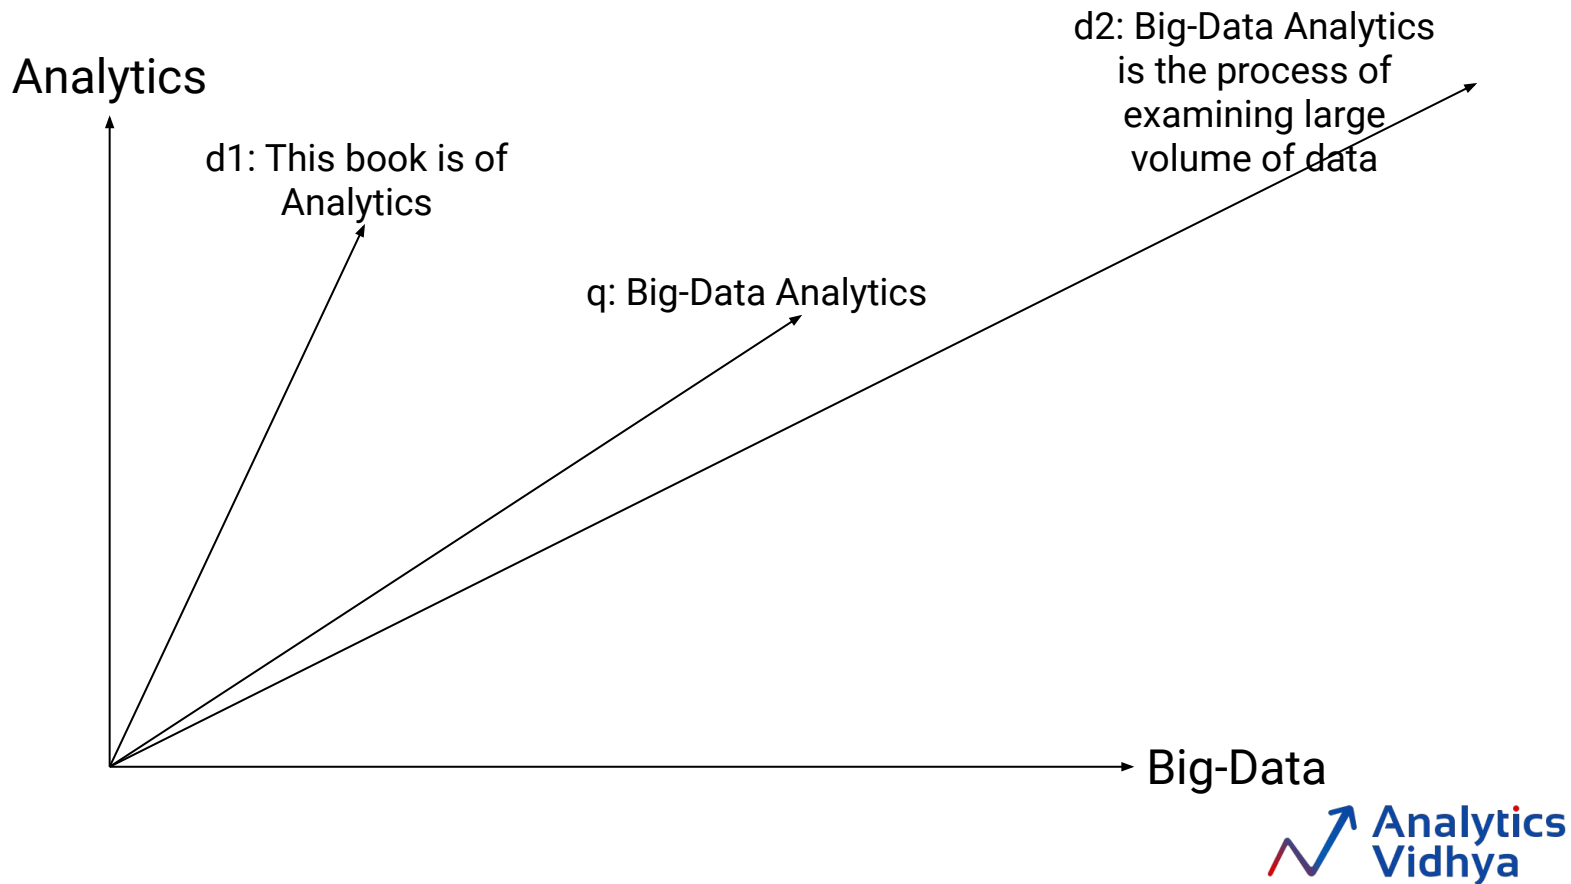 d2: Big-Data Analytics
is the process of
examining large
volume of data
Analytics
d1: This book is of
Analytics
q: Big-Data Analytics
Big-Data
Analytics
Vidhya